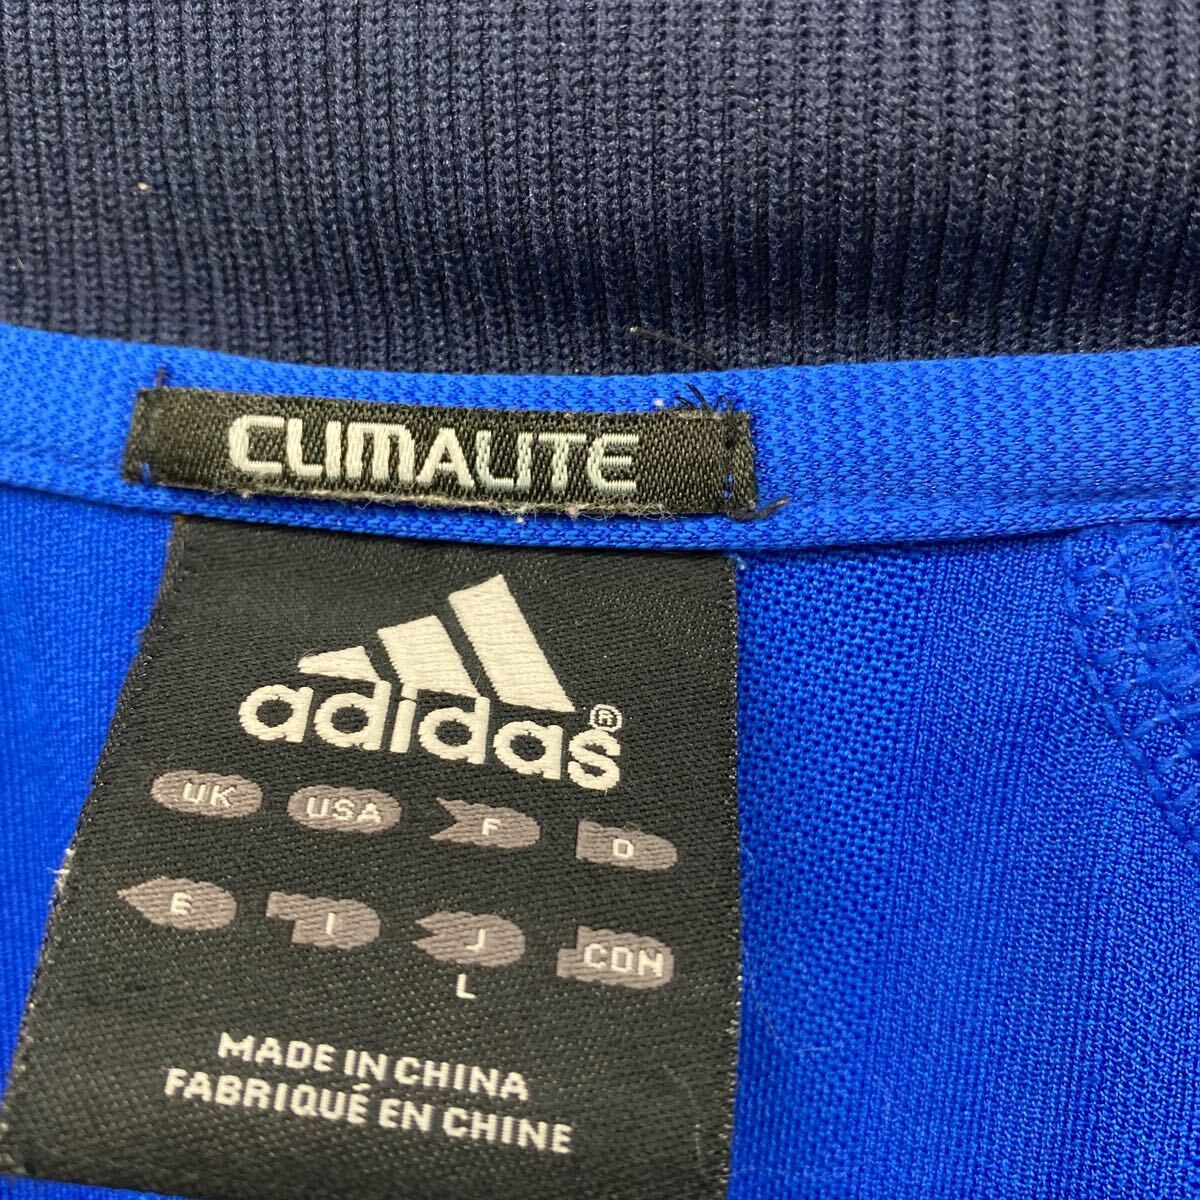 CLIMALITE
adidas®
UK USA F D
E I J CDN
L
MADE IN CHINA
FABRIQUÉ EN CHINE